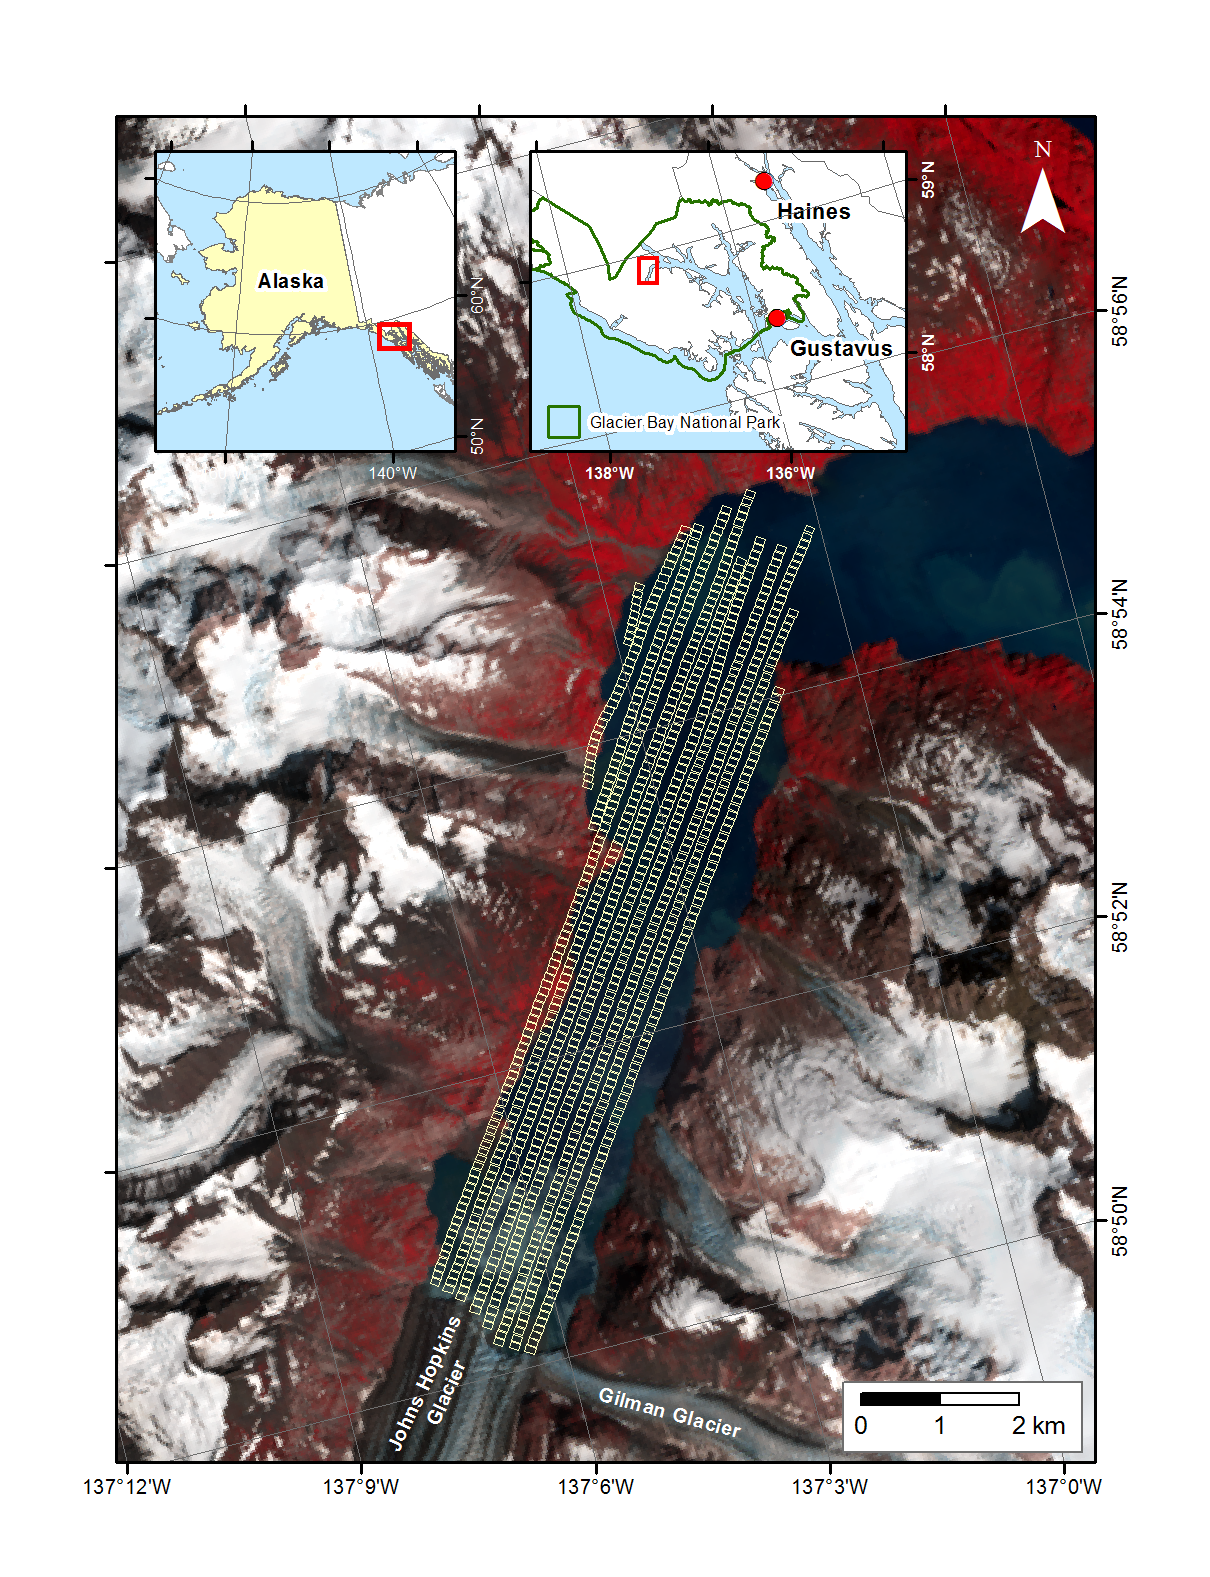 N
Alaska
60°N
50°N
140°W
Haines
Gustavus
Glacier Bay National Park
59°N
58°N
138°W
136°W
58°56'N
58°54'N
58°52'N
58°50'N
Johns Hopkins
Glacier
Gilman Glacier
0 1 2 km
137°12'W
137°9'W
137°6'W
137°3'W
137°0'W